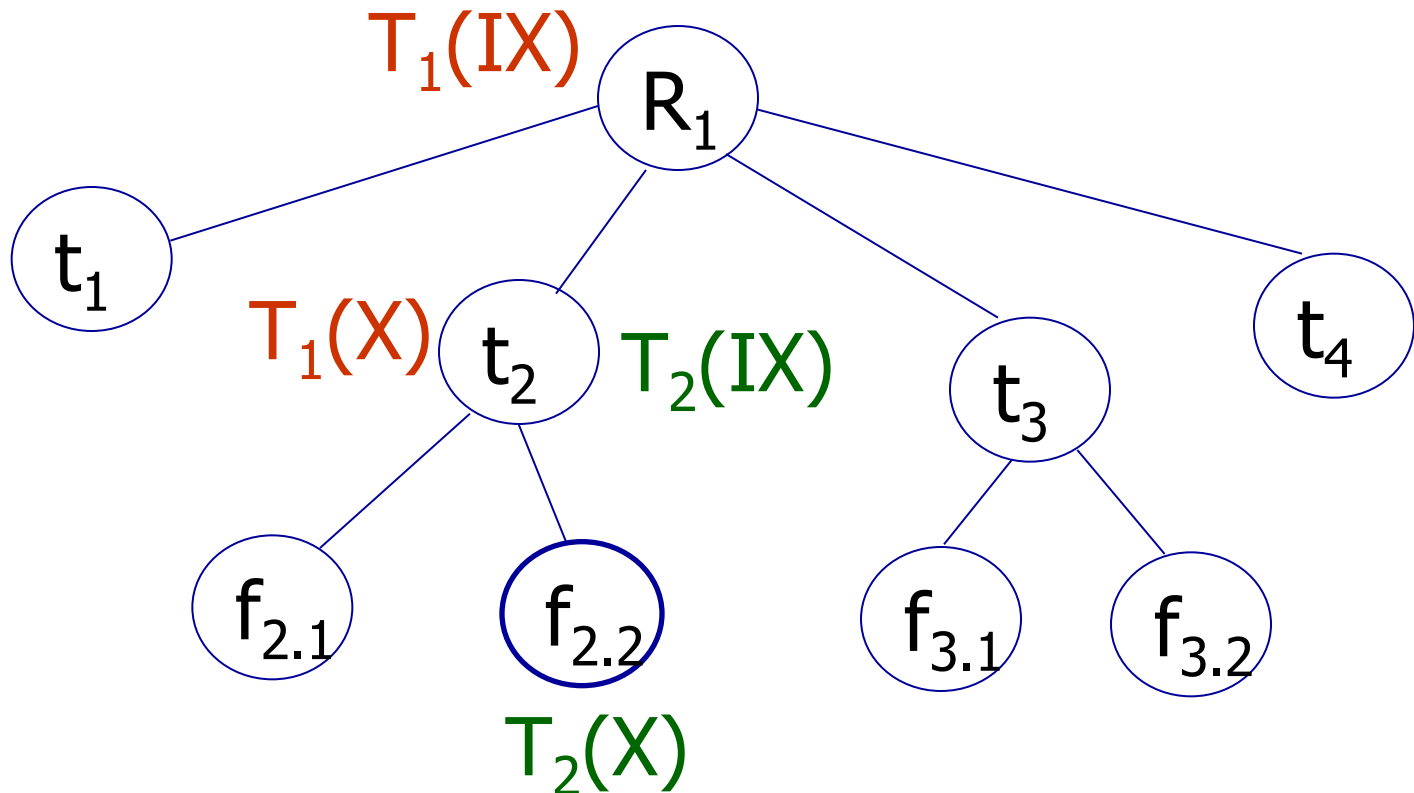 T₁(IX)
R₁
t₁
T₁(X)
t₂
T₂(IX)
t₃
t₄
f₂.₁
f₂.₂
f₃.₁
f₃.₂
T₂(X)